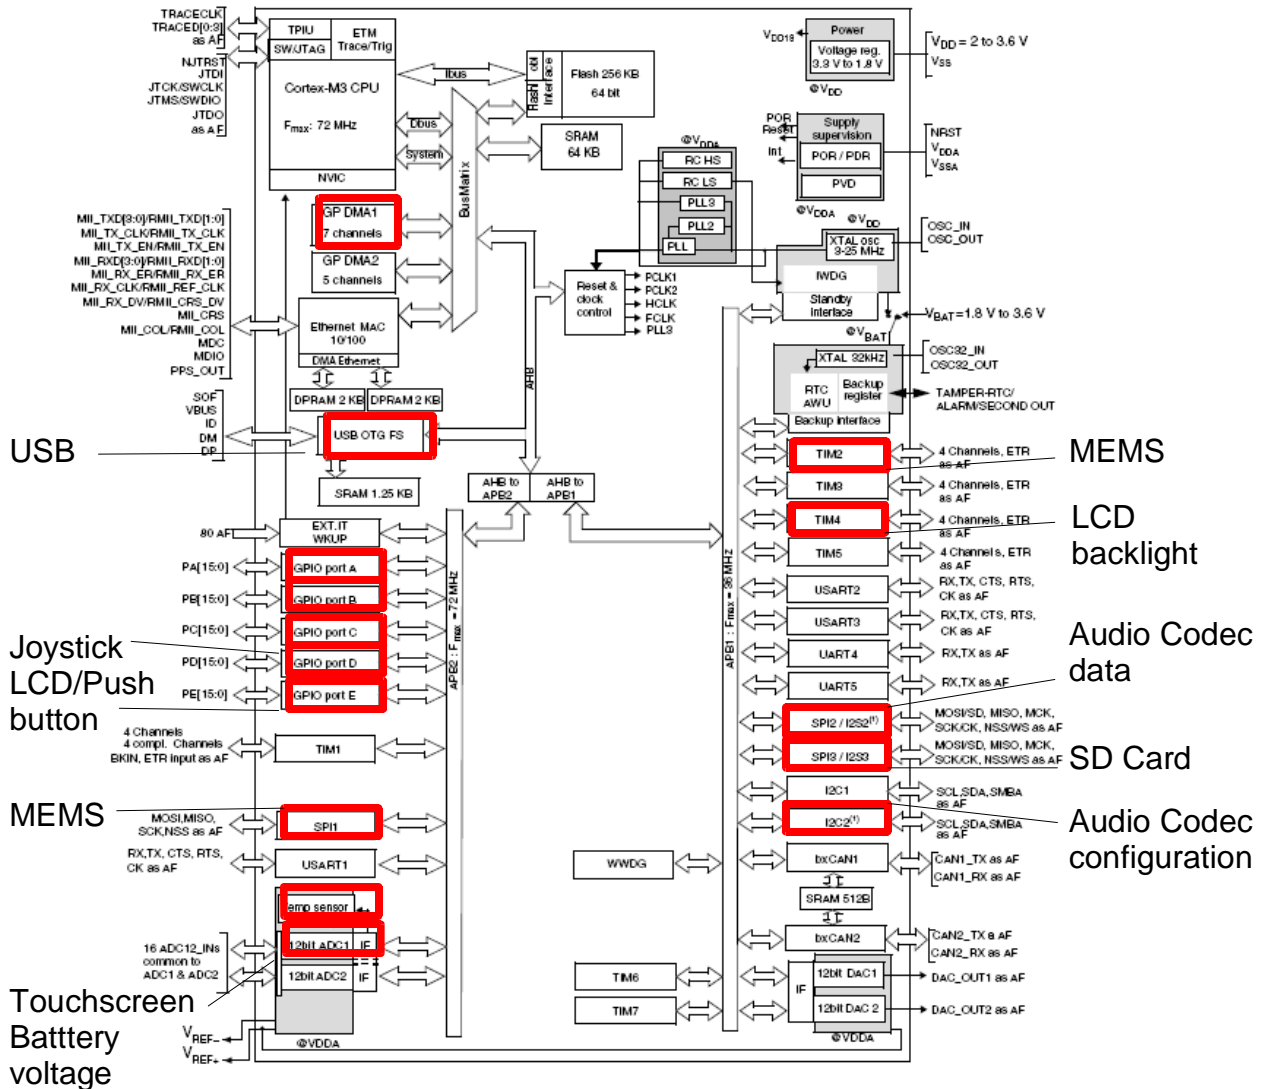 TRACECLK
TRACED[0:3]
as AF
NJTRST
JTDI
JTCK/SWCLK
JTMS/SWDIO
JTDO
as AF
TPIU
SW/JTAG
ETM
Trace/Trig
Cortex-M3 CPU
Fmax: 72 MHz
NVIC
Ibus
Dbus
System
BusMatrix
Flashl obl
Interface
Flash 256 KB
64 bit
SRAM
64 KB
VDD18
Power
Voltage reg.
3.3 V to 1.8 V
@VDD
VDD = 2 to 3.6 V
VSS
POR
Reset
Int
Supply
supervision
POR / PDR
PVD
@VDDA
NRST
VDDA
VSSA
@VDDA
RC HS
RC LS
PLL3
PLL2
PLL
@VDD
XTAL osc
3-25 MHz
OSC_IN
OSC_OUT
IWDG
Standby
interface
Reset &
clock
control
PCLK1
PCLK2
HCLK
FCLK
PLL3
VBAT=1.8 V to 3.6 V
@VBAT
XTAL 32kHz
OSC32_IN
OSC32_OUT
RTC
AWU
Backup
register
Backup interface
TAMPER-RTC/
ALARM/SECOND OUT
GP DMA1
7 channels
GP DMA2
5 channels
MII_TXD[3:0]/RMII_TXD[1:0]
MII_TX_CLK/RMII_TX_CLK
MII_TX_EN/RMII_TX_EN
MII_RXD[3:0]/RMII_RXD[1:0]
MII_RX_ER/RMII_RX_ER
MII_RX_CLK/RMII_REF_CLK
MII_RX_DV/RMII_CRS_DV
MII_CRS
MII_COL/RMII_COL
MDC
MDIO
PPS_OUT
Ethernet MAC
10/100
DMA Ethernet
DPRAM 2 KB
DPRAM 2 KB
AHB
SOF
VBUS
ID
DM
DP
USB
USB OTG FS
SRAM 1.25 KB
AHB to
APB2
AHB to
APB1
80 AF
EXT.IT
WKUP
PA[15:0]
GPIO port A
PB[15:0]
GPIO port B
PC[15:0]
GPIO port C
PD[15:0]
GPIO port D
PE[15:0]
GPIO port E
Joystick
LCD/Push
button
APB2 : Fmax = 72 MHz
APB1 : Fmax = 36 MHz
4 Channels
4 compl. Channels
BKIN, ETR input as AF
TIM1
MEMS
MOSI,MISO,
SCK,NSS as AF
SPI1
RX,TX, CTS, RTS,
CK as AF
USART1
emp sensor
16 ADC12_INs
common to
ADC1 & ADC2
12bit ADC1
IF
12bit ADC2
IF
Touchscreen
Batttery
voltage
VREF-
VREF+
@VDDA
TIM2
4 Channels, ETR
as AF
MEMS
TIM3
4 Channels, ETR
as AF
TIM4
4 Channels, ETR
as AF
LCD
backlight
TIM5
4 Channels, ETR
as AF
USART2
RX,TX, CTS, RTS,
CK as AF
USART3
RX,TX, CTS, RTS,
CK as AF
UART4
RX,TX as AF
UART5
RX,TX as AF
Audio Codec
data
SPI2 / I2S2(1)
MOSI/SD, MISO, MCK,
SCK/CK, NSS/WS as AF
SPI3 / I2S3
MOSI/SD, MISO, MCK,
SCK/CK, NSS/WS as AF
SD Card
I2C1
SCL,SDA,SMBA
as AF
I2C2(1)
SCL,SDA,SMBA
as AF
Audio Codec
configuration
WWDG
bxCAN1
CAN1_TX as AF
CAN1_RX as AF
SRAM 512B
bxCAN2
CAN2_TX a AF
CAN2_RX as AF
TIM6
TIM7
IF
12bit DAC1
DAC_OUT1 as AF
12bit DAC 2
DAC_OUT2 as AF
@VDDA